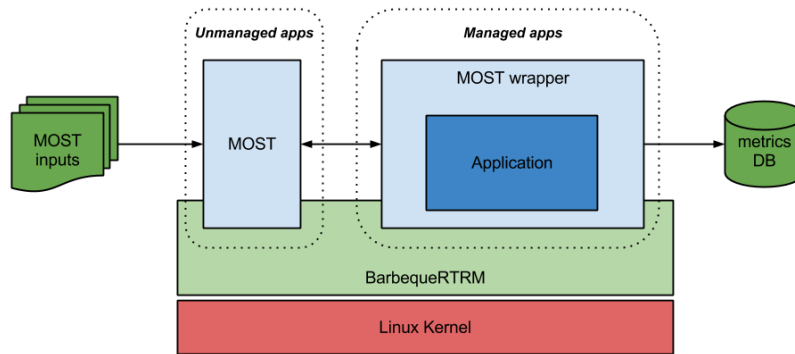 Unmanaged apps
Managed apps
MOST
inputs
MOST
MOST wrapper
Application
metrics
DB
BarbequeRTRM
Linux Kernel